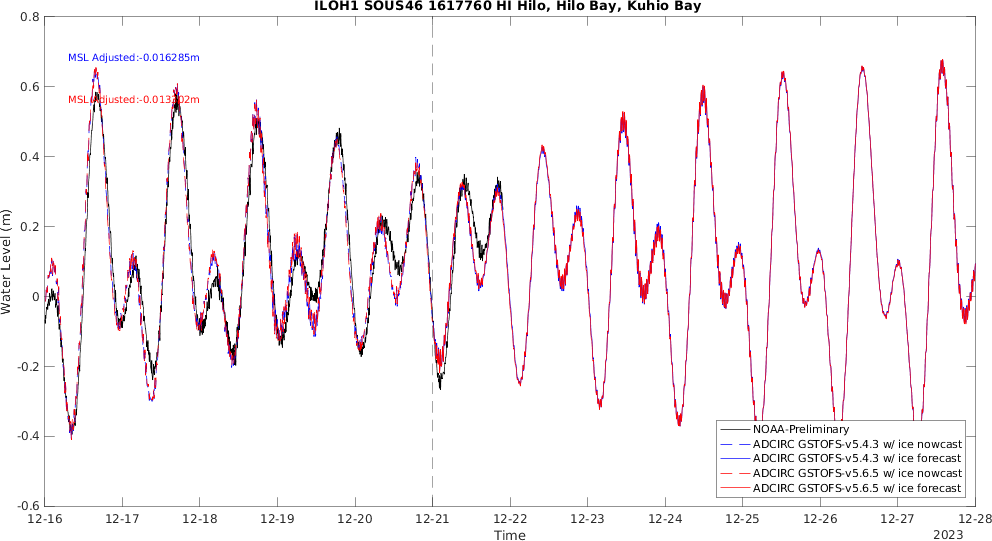 ILOH1 SOUS46 1617760 HI Hilo, Hilo Bay, Kuhio Bay
0.8
MSL Adjusted:-0.016285m
0.6
MSL Adjusted:-0.013202m
0.4
0.2
0
-0.2
-0.4
-0.6
Water Level (m)
NOAA-Preliminary
ADCIRC GSTOFS-v5.4.3 w/ ice nowcast
ADCIRC GSTOFS-v5.4.3 w/ ice forecast
ADCIRC GSTOFS-v5.6.5 w/ ice nowcast
ADCIRC GSTOFS-v5.6.5 w/ ice forecast
12-16 12-17 12-18 12-19 12-20 12-21 12-22 12-23 12-24 12-25 12-26 12-27 12-28
Time
2023